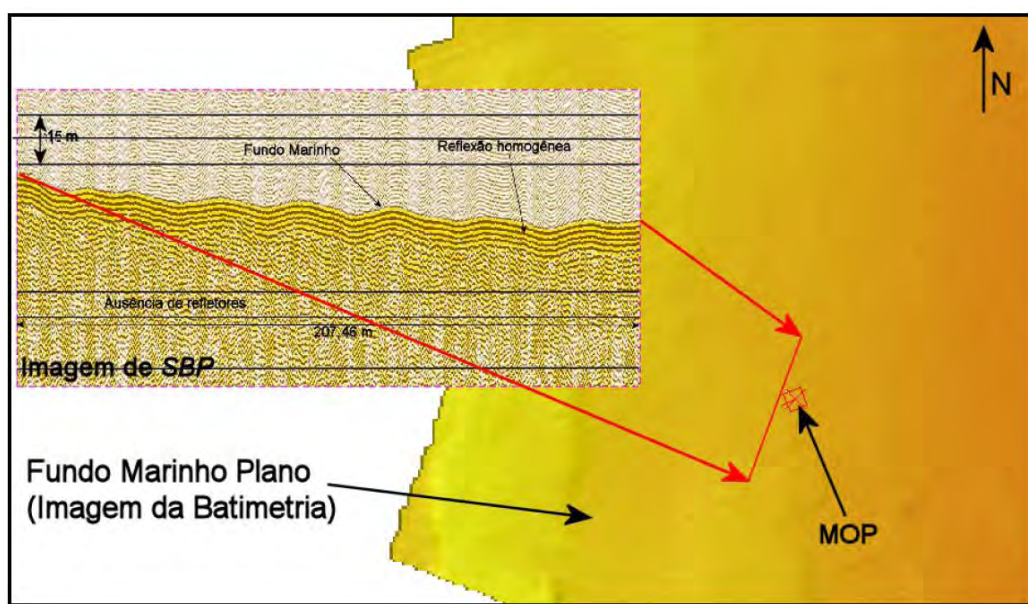 N
15 m
Fundo Marinho
Reflexão homogênea
Ausência de refletores
207,46 m
Imagem de SBP
Fundo Marinho Plano
(Imagem da Batimetria)
MOP